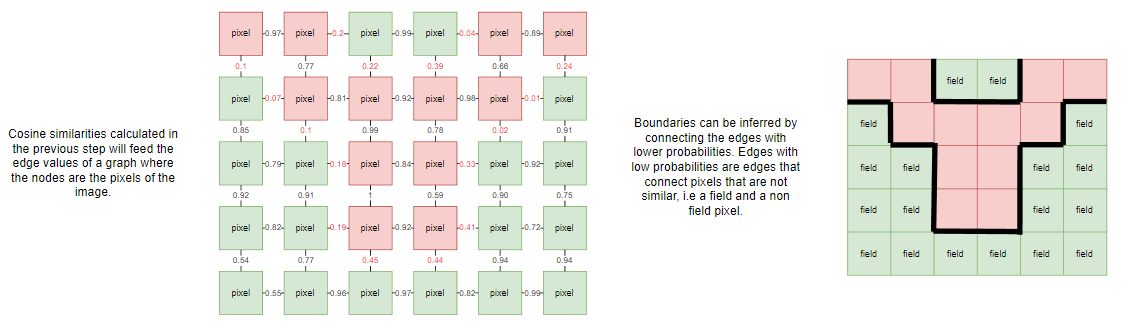 Cosine similarities calculated in
the previous step will feed the
edge values of a graph where
the nodes are the pixels of the
image.
pixel 0.97 pixel 0.2 pixel 0.99 pixel 0.04 pixel 0.89 pixel
0.1 0.77 0.22 0.39 0.66 0.24
pixel 0.07 pixel 0.81 pixel 0.92 pixel 0.98 pixel 0.01 pixel
0.85 0.1 0.99 0.78 0.02 0.91
pixel 0.79 pixel 0.18 pixel 0.84 pixel 0.33 pixel 0.92 pixel
0.92 0.91 1 0.59 0.90 0.75
pixel 0.82 pixel 0.19 pixel 0.92 pixel 0.41 pixel 0.72 pixel
0.54 0.77 0.45 0.44 0.94 0.94
pixel 0.55 pixel 0.96 pixel 0.97 pixel 0.82 pixel 0.99 pixel
Boundaries can be inferred by
connecting the edges with
lower probabilities. Edges with
low probabilities are edges that
connect pixels that are not
similar, i.e a field and a non
field pixel.
field field
field field
field field field field
field field field field
field field field field field field